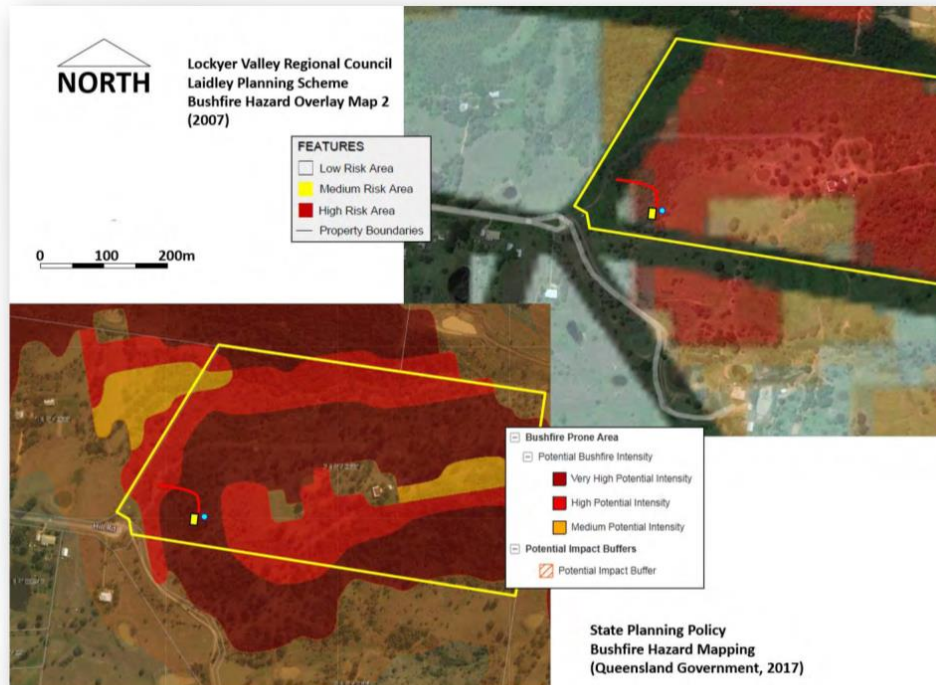 NORTH
Lockyer Valley Regional Council
Laidley Planning Scheme
Bushfire Hazard Overlay Map 2
(2007)
FEATURES
Low Risk Area
Medium Risk Area
High Risk Area
Property Boundaries
0 100 200m
Bushfire Prone Area
Potential Bushfire Intensity
Very High Potential Intensity
High Potential Intensity
Medium Potential Intensity
Potential Impact Buffers
Potential Impact Buffer
State Planning Policy
Bushfire Hazard Mapping
(Queensland Government, 2017)